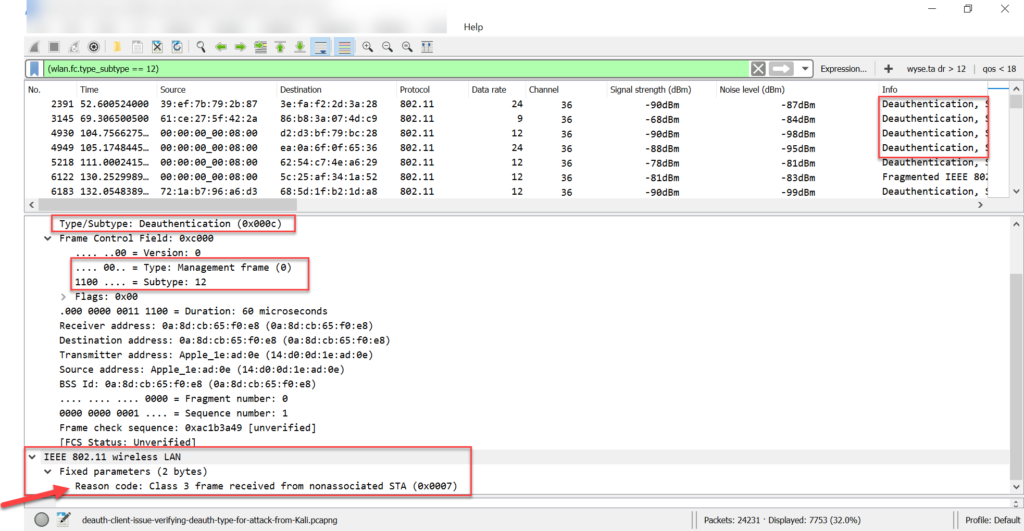 Help
(wlan.fc.type_subtype == 12) Expression... + wyse.ta dr > 12 | qos < 18
No. Time Source Destination Protocol Data rate Channel Signal strength (dBm) Noise level (dBm) Info
2391 52.600524000 39:ef:7b:79:2b:87 3e:fa:f2:2d:3a:28 802.11 24 36 -90dBm -87dBm Deauthentication, S
3145 69.306500500 61:ce:27:5f:42:2a 86:b8:3a:07:4d:c9 802.11 9 36 -68dBm -84dBm Deauthentication, S
4930 104.7566275… 00:00:00_00:08:00 d2:d3:bf:79:bc:28 802.11 12 36 -90dBm -98dBm Deauthentication, S
4949 105.1748445… 00:00:00_00:08:00 ea:0a:6f:0f:65:36 802.11 24 36 -88dBm -95dBm Deauthentication, S
5218 111.0002415… 00:00:00_00:08:00 62:54:c7:4e:a6:29 802.11 12 36 -78dBm -81dBm Deauthentication, S
6122 130.2529989… 00:00:00_00:08:00 5c:25:af:34:1a:52 802.11 12 36 -81dBm -83dBm Fragmented IEEE 802
6183 132.0548389… 72:1a:b7:96:a6:d3 68:5d:1f:b2:1d:a8 802.11 12 36 -90dBm -99dBm Deauthentication, S
Type/Subtype: Deauthentication (0x000c)
Frame Control Field: 0xc000
.... ..00 = Version: 0
.... 00.. = Type: Management frame (0)
1100 .... = Subtype: 12
Flags: 0x00
.000 0000 0011 1100 = Duration: 60 microseconds
Receiver address: 0a:8d:cb:65:f0:e8 (0a:8d:cb:65:f0:e8)
Destination address: 0a:8d:cb:65:f0:e8 (0a:8d:cb:65:f0:e8)
Transmitter address: Apple_1e:ad:0e (14:d0:0d:1e:ad:0e)
Source address: Apple_1e:ad:0e (14:d0:0d:1e:ad:0e)
BSS Id: 0a:8d:cb:65:f0:e8 (0a:8d:cb:65:f0:e8)
.... .... .... 0000 = Fragment number: 0
0000 0000 0001 .... = Sequence number: 1
Frame check sequence: 0xac1b3a49 [unverified]
[FCS Status: Unverified]
IEEE 802.11 wireless LAN
Fixed parameters (2 bytes)
Reason code: Class 3 frame received from nonassociated STA (0x0007)
deauth-client-issue-verifying-deauth-type-for-attack-from-Kali.pcapng Packets: 24231 · Displayed: 7753 (32.0%) Profile: Default